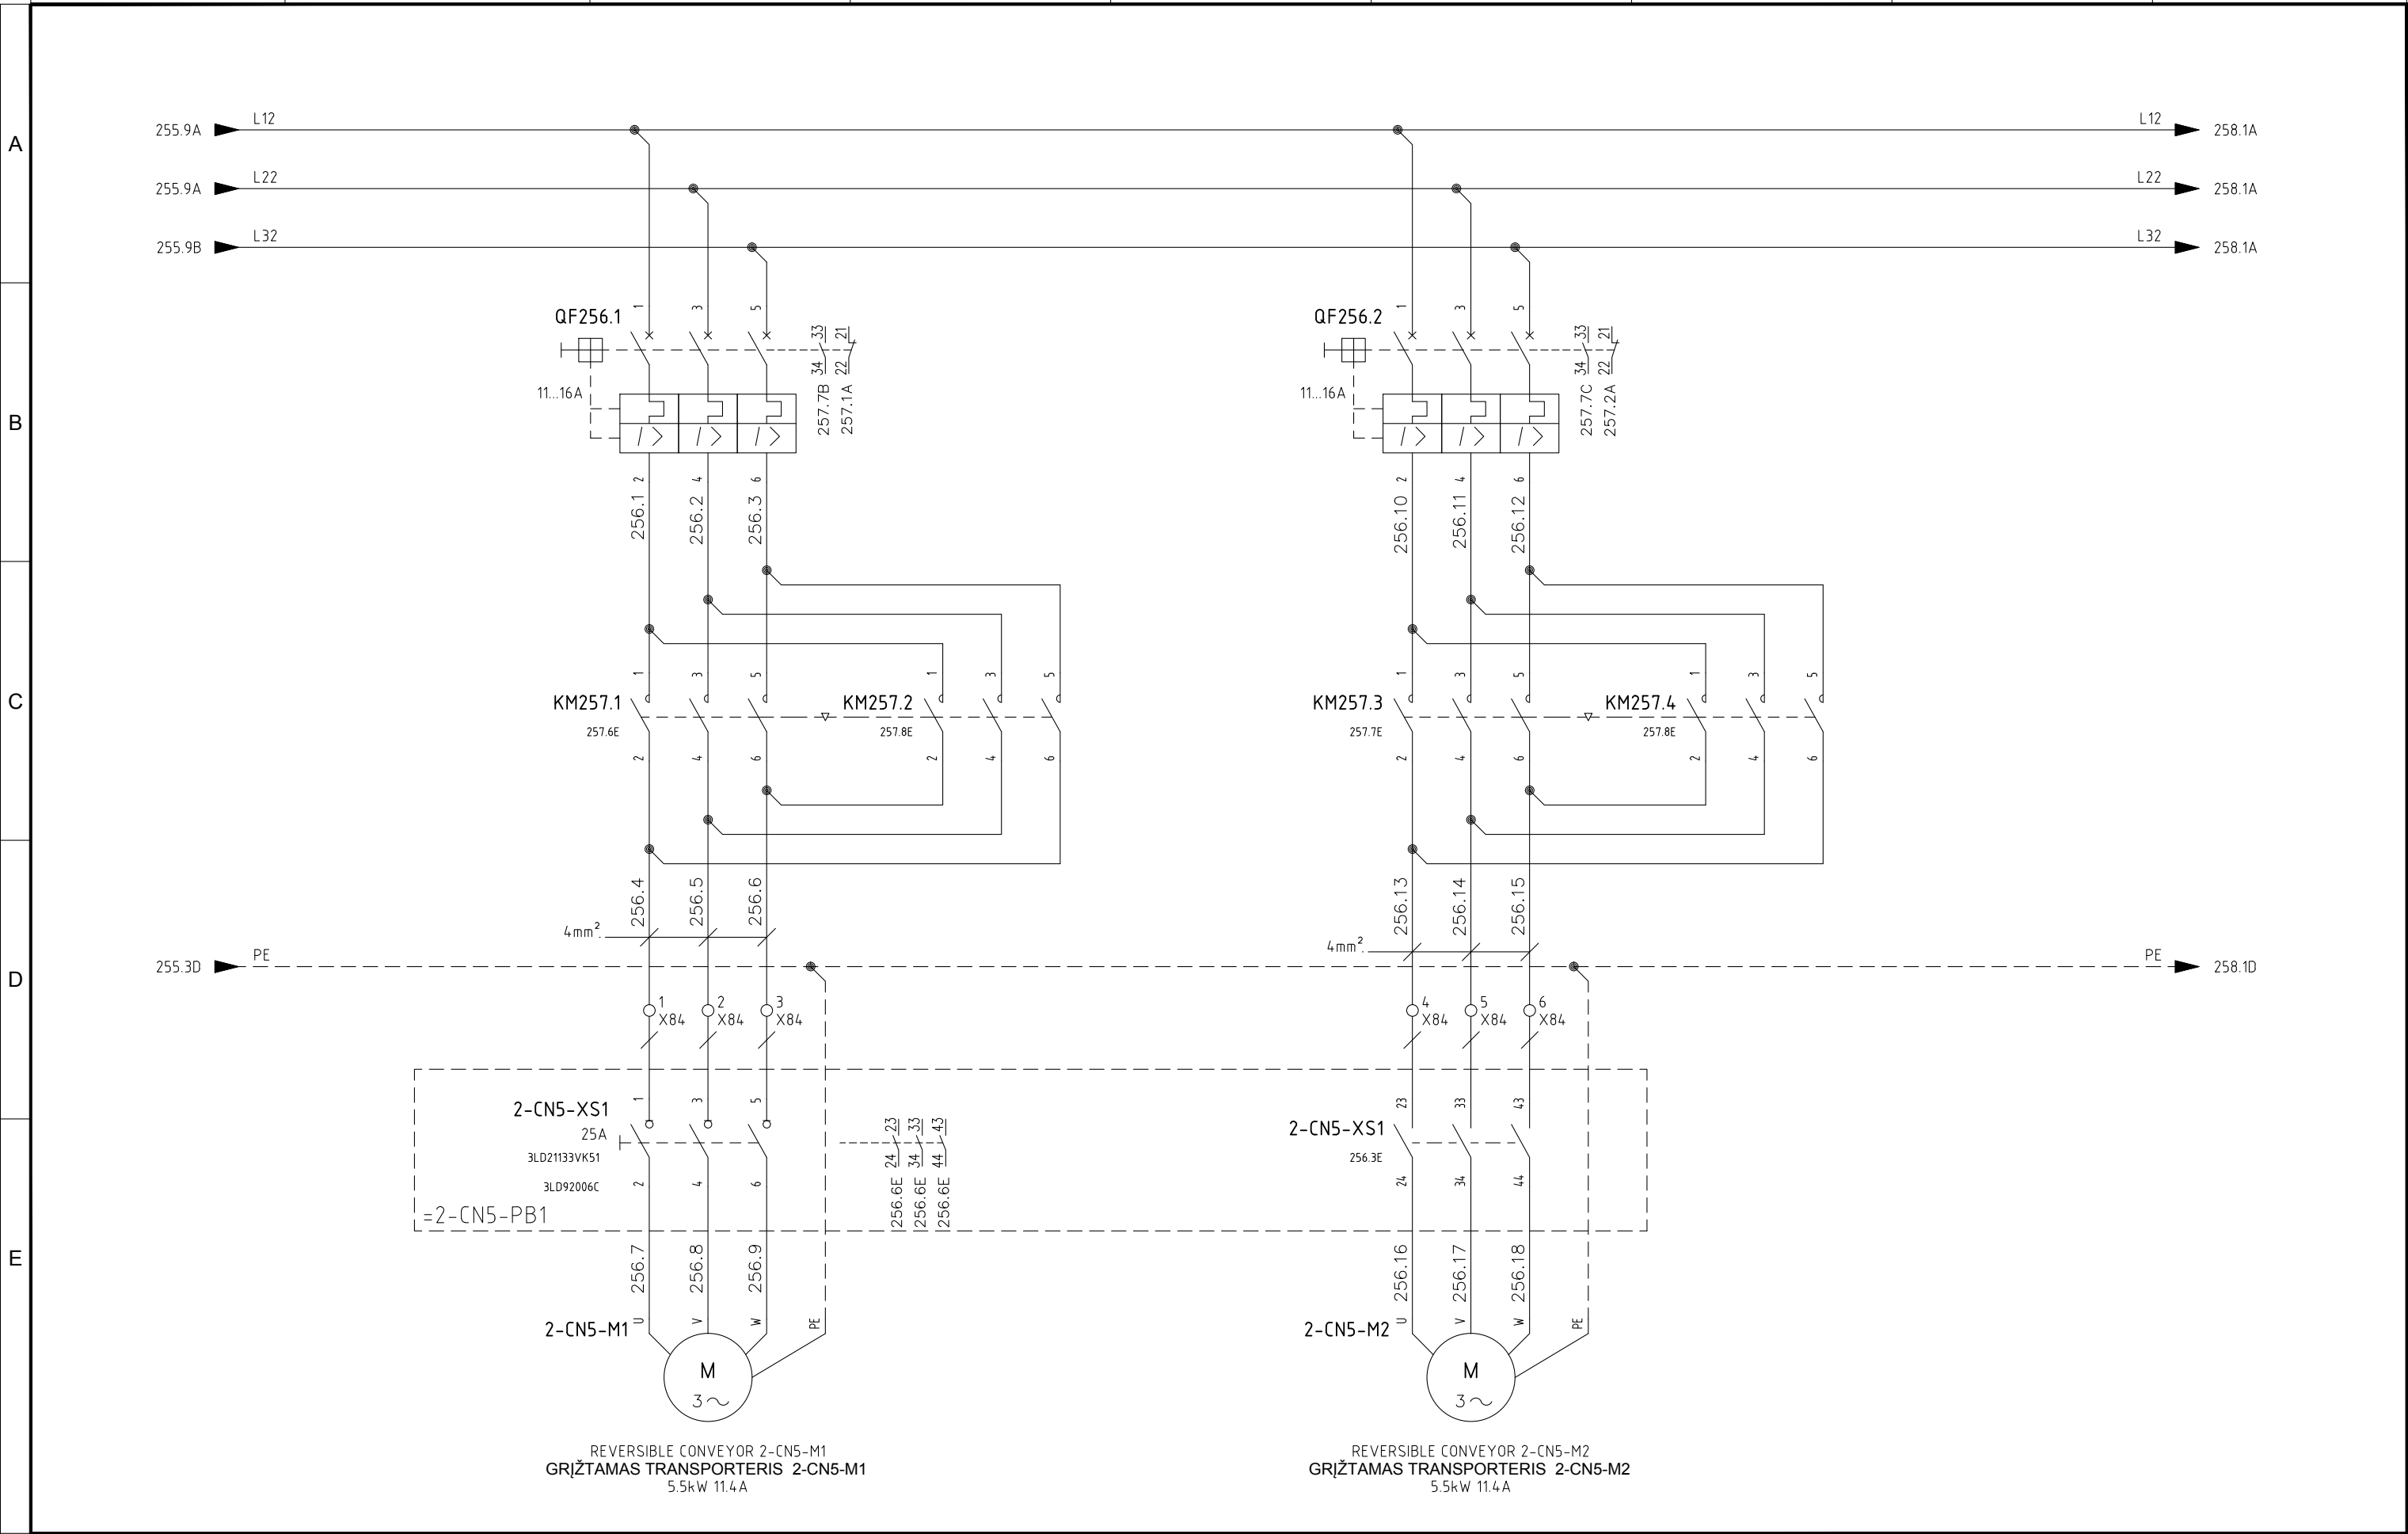 A
B
C
D
E
255.9A L12 L12 258.1A
255.9A L22 L22 258.1A
255.9B L32 L32 258.1A
QF256.1 1 3 5 33 21
34 22
11...16A 257.7B 257.1A
2 4 6
256.1 256.2 256.3
QF256.2 1 3 5 33 21
34 22
11...16A 257.7C 257.2A
2 4 6
256.10 256.11 256.12
1 3 5 1 3 5
KM257.1 KM257.2
257.6E 257.8E
2 4 6 2 4 6
1 3 5 1 3 5
KM257.3 KM257.4
257.7E 257.8E
2 4 6 2 4 6
256.4 256.5 256.6
4mm².
256.13 256.14 256.15
4mm².
255.3D PE PE 258.1D
1 2 3
X84 X84 X84
4 5 6
X84 X84 X84
1 3 5
2-CN5-XS1
25A
3LD21133VK51
3LD92006C
2 4 6
=2-CN5-PB1
23 33 43
24 34 44
256.6E 256.6E 256.6E
23 33 43
2-CN5-XS1
256.3E
24 34 44
256.7 256.8 256.9
2-CN5-M1 U V W PE
M
3~
256.16 256.17 256.18
2-CN5-M2 U V W PE
M
3~
REVERSIBLE CONVEYOR 2-CN5-M1
GRĮŽTAMAS TRANSPORTERIS 2-CN5-M1
5.5kW 11.4A
REVERSIBLE CONVEYOR 2-CN5-M2
GRĮŽTAMAS TRANSPORTERIS 2-CN5-M2
5.5kW 11.4A